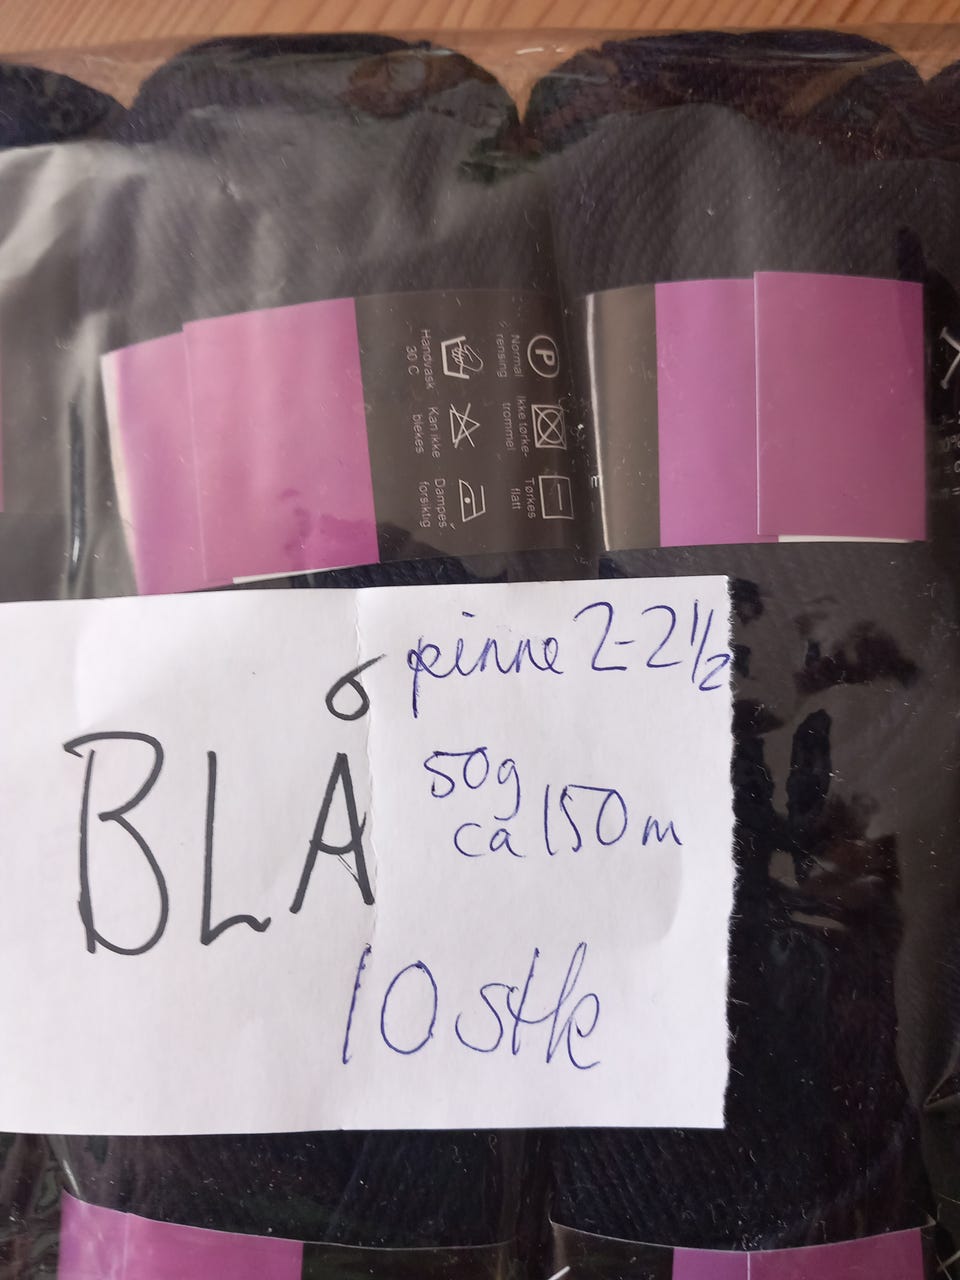 Normal
rensing
Ikke tørke-
trommel
Tørkes
flatt
Håndvask
30 C
Kan ikke
blekes
Dampes
forsiktig
P
BLÅ
pinne 2-2½
50g
ca 150 m
10 stk